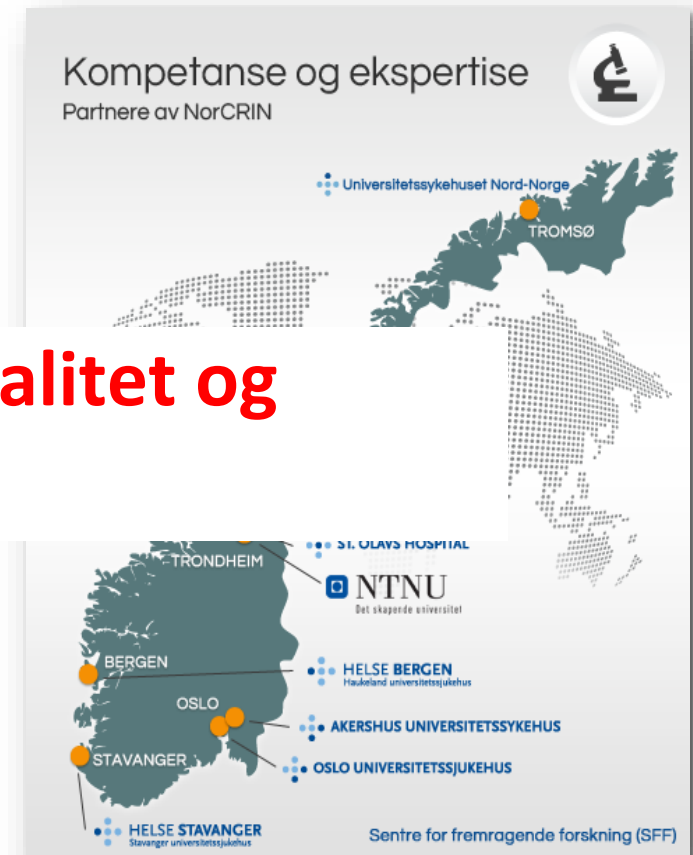 Kompetanse og ekspertise
Partnere av NorCRIN
Universitetssykehuset Nord-Norge
TROMSØ
alitet og
ST. OLAVS HOSPITAL
TRONDHEIM
NTNU
Det skapende universitet
BERGEN
HELSE BERGEN
Haukeland universitetssjukehus
OSLO
AKERSHUS UNIVERSITETSSYKEHUS
STAVANGER
OSLO UNIVERSITETSSJUKEHUS
HELSE STAVANGER
Stavanger universitetssjukehus
Sentre for fremragende forskning (SFF)